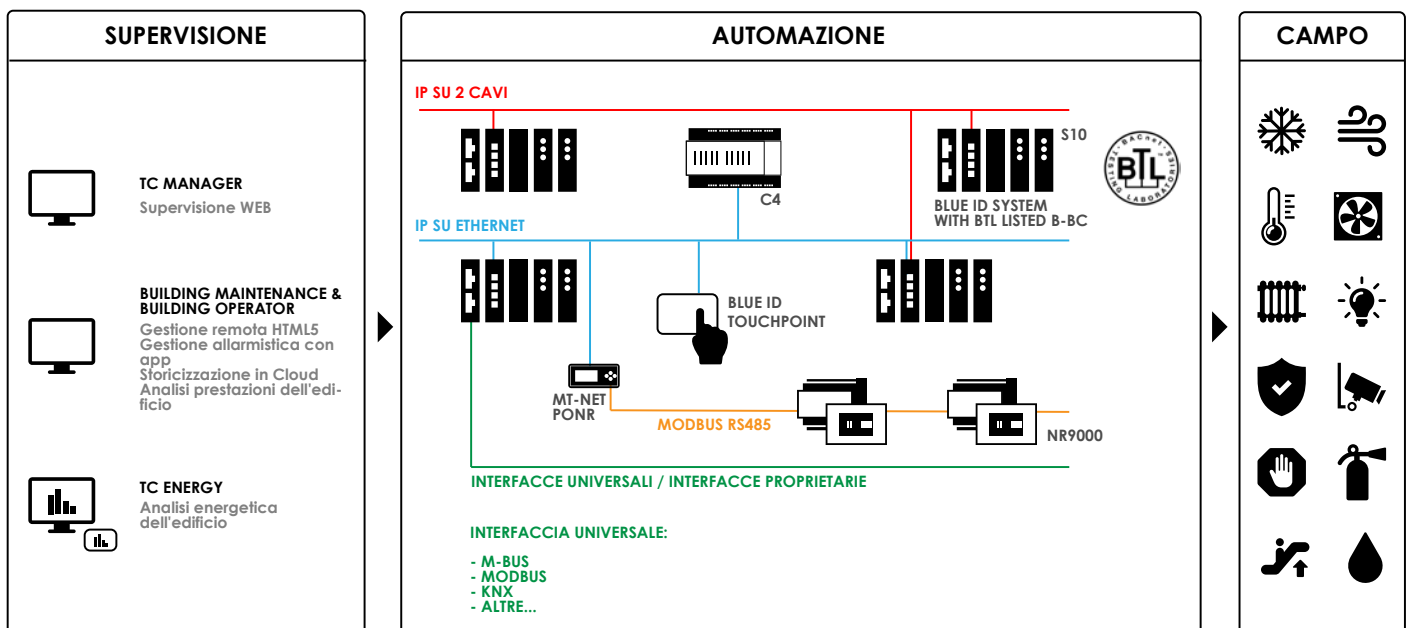 SUPERVISIONE
TC MANAGER
Supervisione WEB
BUILDING MAINTENANCE &
BUILDING OPERATOR
Gestione remota HTML5
Gestione allarmistica con
app
Storicizzazione in Cloud
Analisi prestazioni dell'edi-
ficio
TC ENERGY
Analisi energetica
dell'edificio
AUTOMAZIONE
IP SU 2 CAVI
C4
S10
BLUE ID SYSTEM
WITH BTL LISTED B-BC
BACnet
TESTING LABORATORIES
BTL
IP SU ETHERNET
BLUE ID
TOUCHPOINT
MT-NET
PONR
MODBUS RS485
NR9000
INTERFACCE UNIVERSALI / INTERFACCE PROPRIETARIE
INTERFACCIA UNIVERSALE:
- M-BUS
- MODBUS
- KNX
- ALTRE...
CAMPO